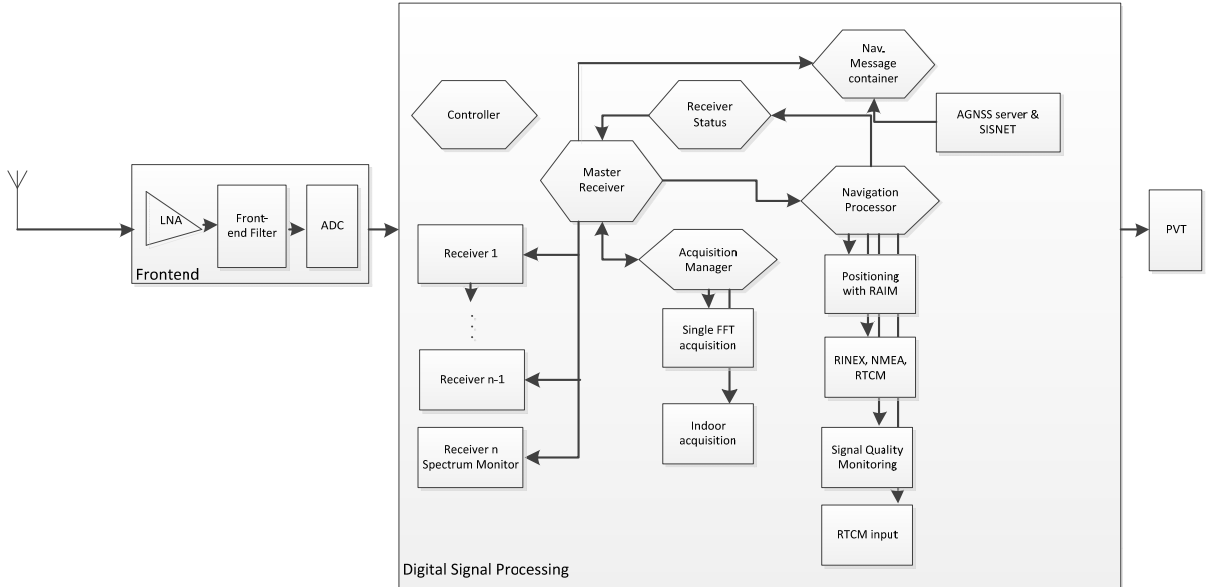 Nav.
Message
container
Controller
Receiver
Status
AGNSS server &
SISNET
Master
Receiver
Navigation
Processor
LNA
Front-
end Filter
ADC
Frontend
PVT
Receiver 1
Acquisition
Manager
Positioning
with RAIM
Single FFT
acquisition
Receiver n-1
RINEX, NMEA,
RTCM
Indoor
acquisition
Receiver n
Spectrum Monitor
Signal Quality
Monitoring
RTCM input
Digital Signal Processing